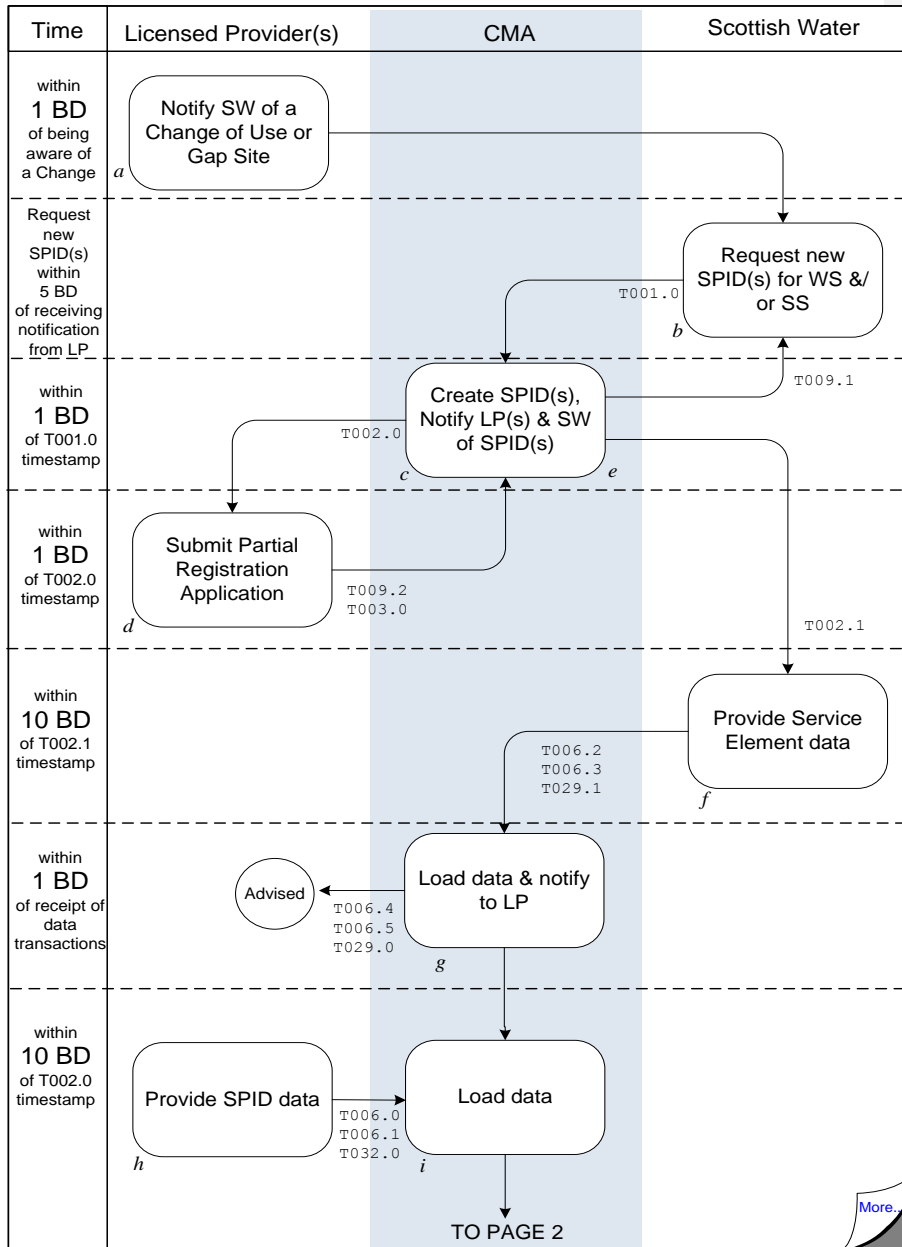 Time
Licensed Provider(s)
CMA
Scottish Water
within
1 BD
of being
aware of
a Change
Notify SW of a
Change of Use or
Gap Site
a
Request
new
SPID(s)
within
5 BD
of receiving
notification
from LP
Request new
SPID(s) for WS &/
or SS
b
T001.0
within
1 BD
of T001.0
timestamp
Create SPID(s),
Notify LP(s) & SW
of SPID(s)
c
e
T002.0
T009.1
within
1 BD
of T002.0
timestamp
Submit Partial
Registration
Application
d
T009.2
T003.0
T002.1
within
10 BD
of T002.1
timestamp
Provide Service
Element data
f
T006.2
T006.3
T029.1
within
1 BD
of receipt of
data
transactions
Advised
Load data & notify
to LP
g
T006.4
T006.5
T029.0
within
10 BD
of T002.0
timestamp
Provide SPID data
h
T006.0
T006.1
T032.0
Load data
i
TO PAGE 2
More..